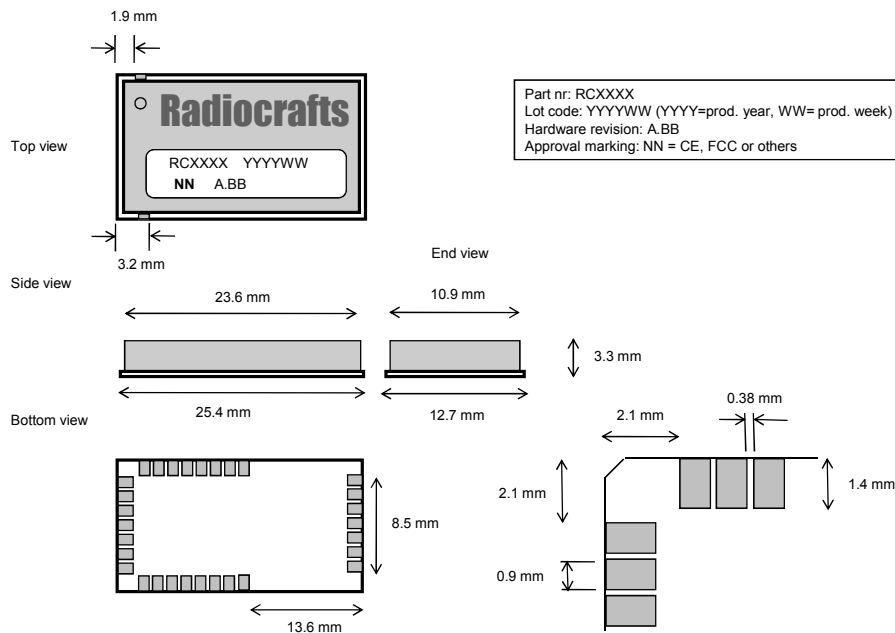 1.9 mm
Radiocrafts
Part nr: RCXXXX
Lot code: YYYYWW (YYYY=prod. year, WW= prod. week)
Hardware revision: A.BB
Approval marking: NN = CE, FCC or others
Top view
RCXXXX YYYYWW
NN A.BB
3.2 mm
End view
Side view
23.6 mm
10.9 mm
3.3 mm
25.4 mm
12.7 mm
0.38 mm
Bottom view
2.1 mm
2.1 mm
1.4 mm
8.5 mm
0.9 mm
13.6 mm